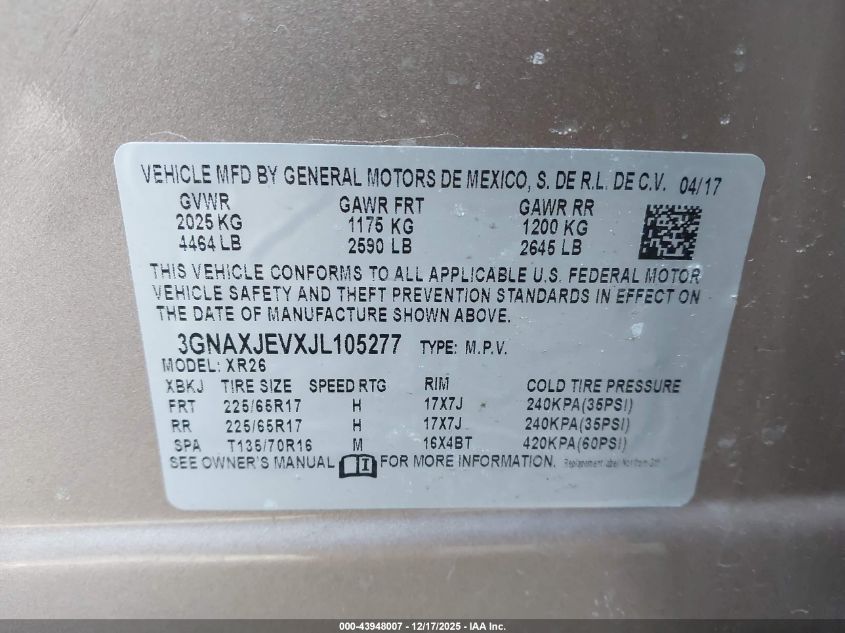 VEHICLE MFD BY GENERAL MOTORS DE MEXICO, S. DE R.L. DE C.V. 04/17
GVWR GAWR FRT GAWR RR
2025 KG 1175 KG 1200 KG
4464 LB 2590 LB 2645 LB
THIS VEHICLE CONFORMS TO ALL APPLICABLE U.S. FEDERAL MOTOR
VEHICLE SAFETY AND THEFT PREVENTION STANDARDS IN EFFECT ON
THE DATE OF MANUFACTURE SHOWN ABOVE.
3GNAXJEVXJL105277 TYPE: M.P.V.
MODEL: XR26
XBKJ TIRE SIZE SPEED RTG RIM COLD TIRE PRESSURE
FRT 225/65R17 H 17X7J 240KPA(35PSI)
RR 225/65R17 H 17X7J 240KPA(35PSI)
SPA T135/70R16 M 16X4BT 420KPA(60PSI)
SEE OWNER'S MANUAL FOR MORE INFORMATION. Replacement label. Not from
000-43948007 - 12/17/2025 - IAA Inc.